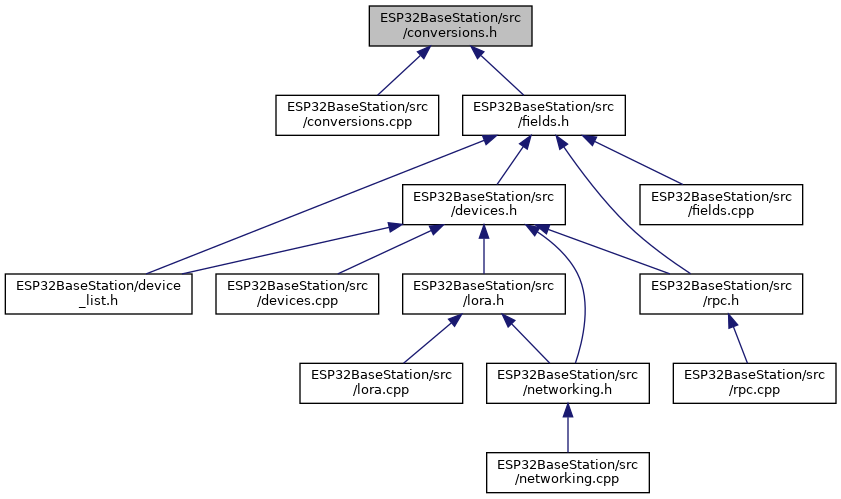 ESP32BaseStation/src
/conversions.h
ESP32BaseStation/src
/conversions.cpp
ESP32BaseStation/src
/fields.h
ESP32BaseStation/src
/devices.h
ESP32BaseStation/src
/fields.cpp
ESP32BaseStation/device
_list.h
ESP32BaseStation/src
/devices.cpp
ESP32BaseStation/src
/lora.h
ESP32BaseStation/src
/rpc.h
ESP32BaseStation/src
/lora.cpp
ESP32BaseStation/src
/networking.h
ESP32BaseStation/src
/rpc.cpp
ESP32BaseStation/src
/networking.cpp